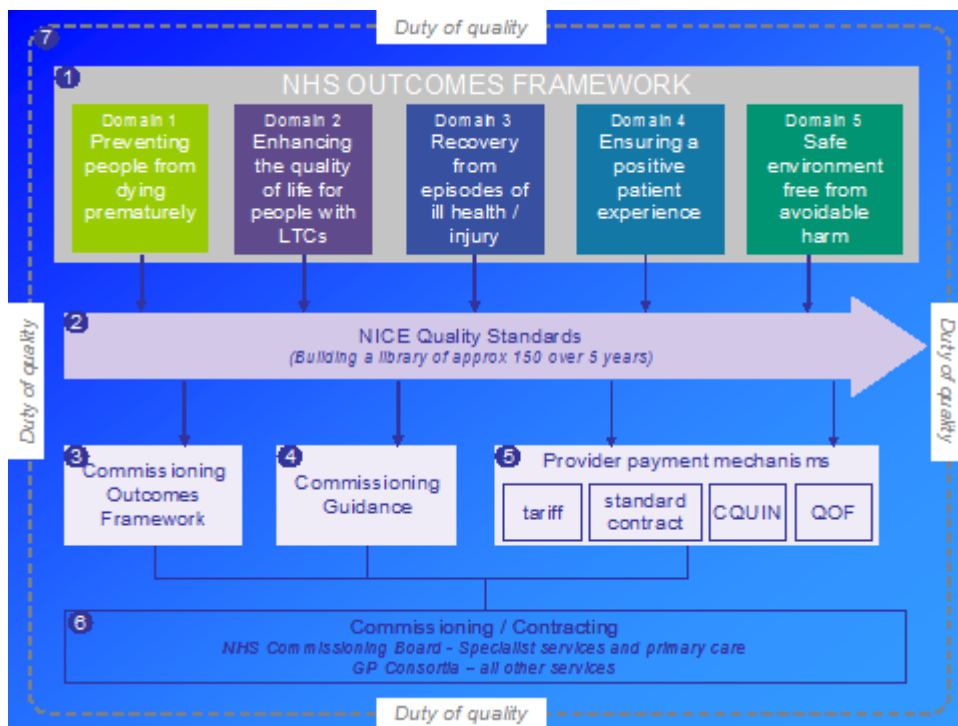 Duty of quality
7
1
NHS OUTCOMES FRAMEWORK
Domain 1
Preventing
people from
dying
prematurely
Domain 2
Enhancing
the quality
of life for
people with
LTCs
Domain 3
Recovery
from
episodes of
ill health /
injury
Domain 4
Ensuring a
positive
patient
experience
Domain 5
Safe
environment
free from
avoidable
harm
Duty of quality
Duty of quality
2
NICE Quality Standards
(Building a library of approx 150 over 5 years)
3
Commissioning
Outcomes
Framework
4
Commissioning
Guidance
5
Provider payment mechanisms
tariff
standard
contract
CQUIN
QOF
6
Commissioning / Contracting
NHS Commissioning Board - Specialist services and primary care
GP Consortia – all other services
Duty of quality